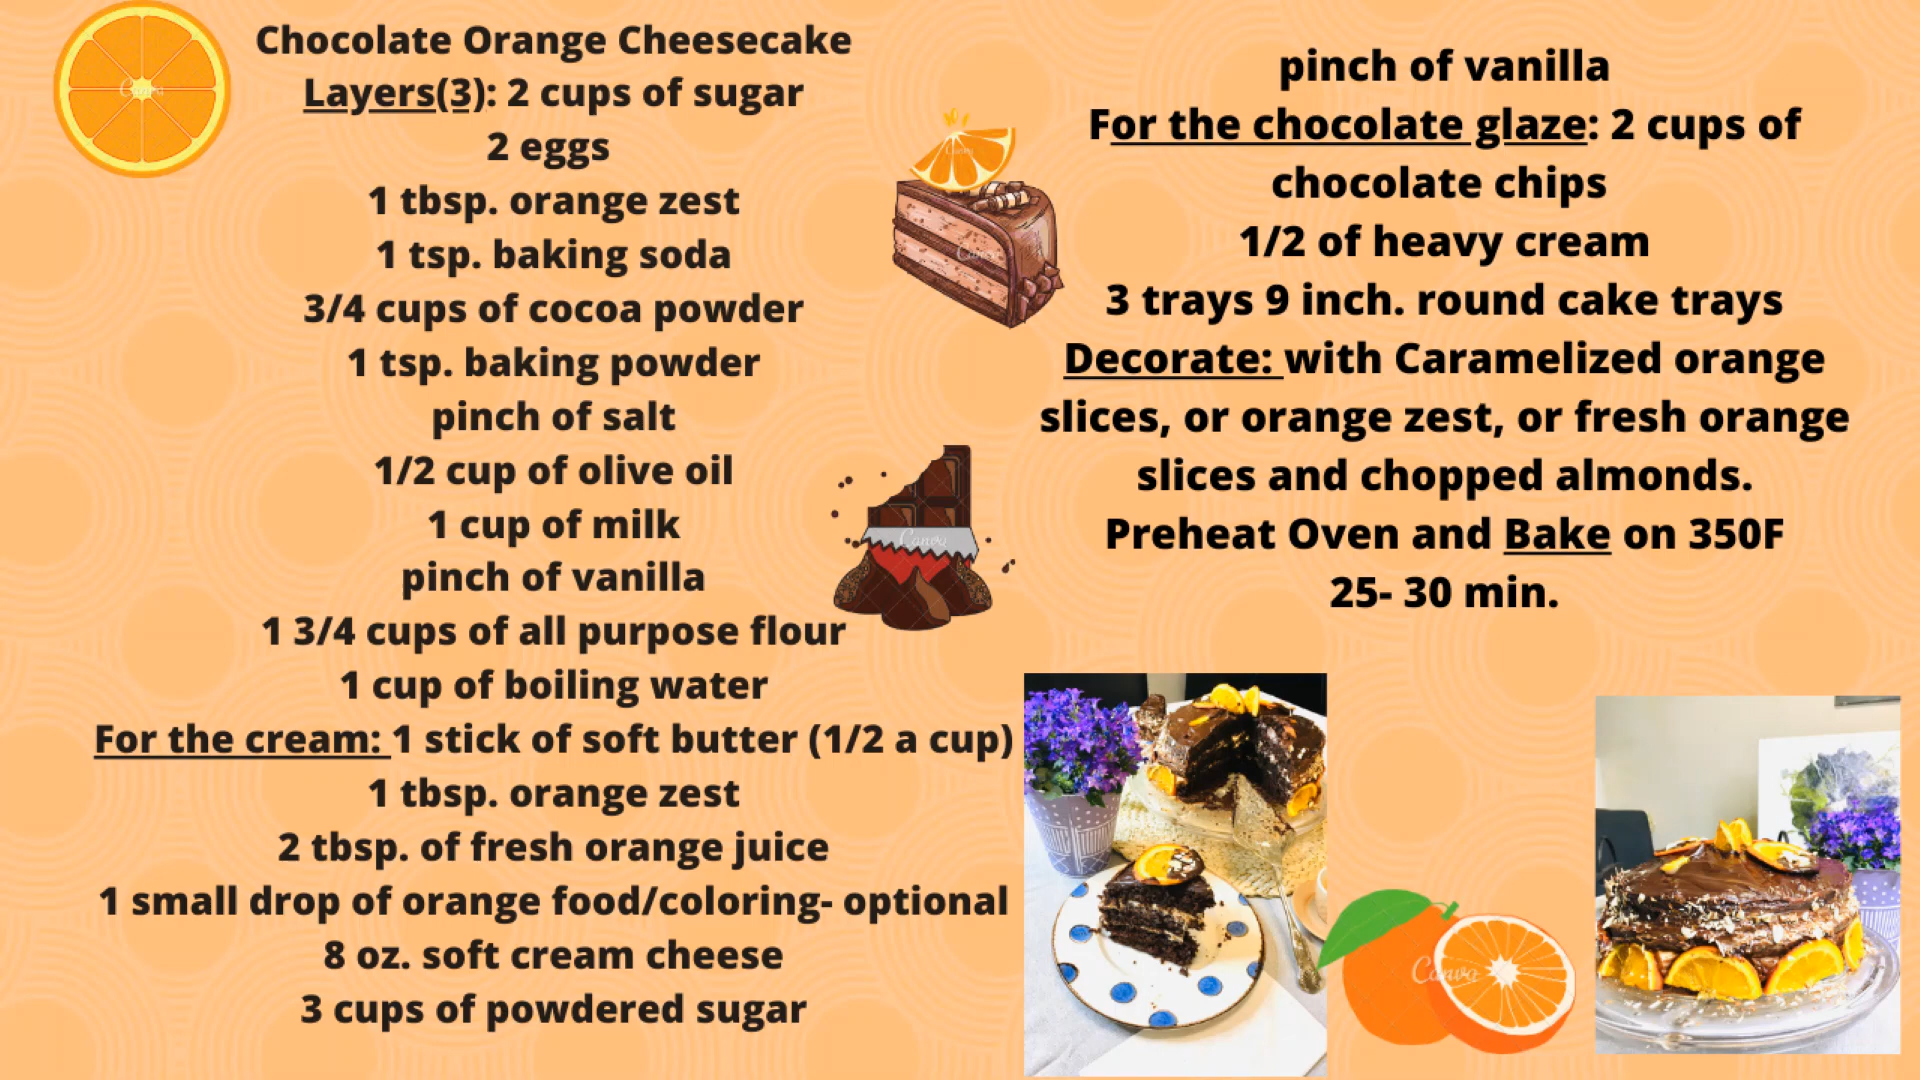 Chocolate Orange Cheesecake
Layers(3): 2 cups of sugar
2 eggs
1 tbsp. orange zest
1 tsp. baking soda
3/4 cups of cocoa powder
1 tsp. baking powder
pinch of salt
1/2 cup of olive oil
1 cup of milk
pinch of vanilla
1 3/4 cups of all purpose flour
1 cup of boiling water
For the cream: 1 stick of soft butter (1/2 a cup)
1 tbsp. orange zest
2 tbsp. of fresh orange juice
1 small drop of orange food/coloring- optional
8 oz. soft cream cheese
3 cups of powdered sugar
pinch of vanilla
For the chocolate glaze: 2 cups of
chocolate chips
1/2 of heavy cream
3 trays 9 inch. round cake trays
Decorate: with Caramelized orange
slices, or orange zest, or fresh orange
slices and chopped almonds.
Preheat Oven and Bake on 350F
25- 30 min.
Canva
Canva
Canva
Canva
Canva